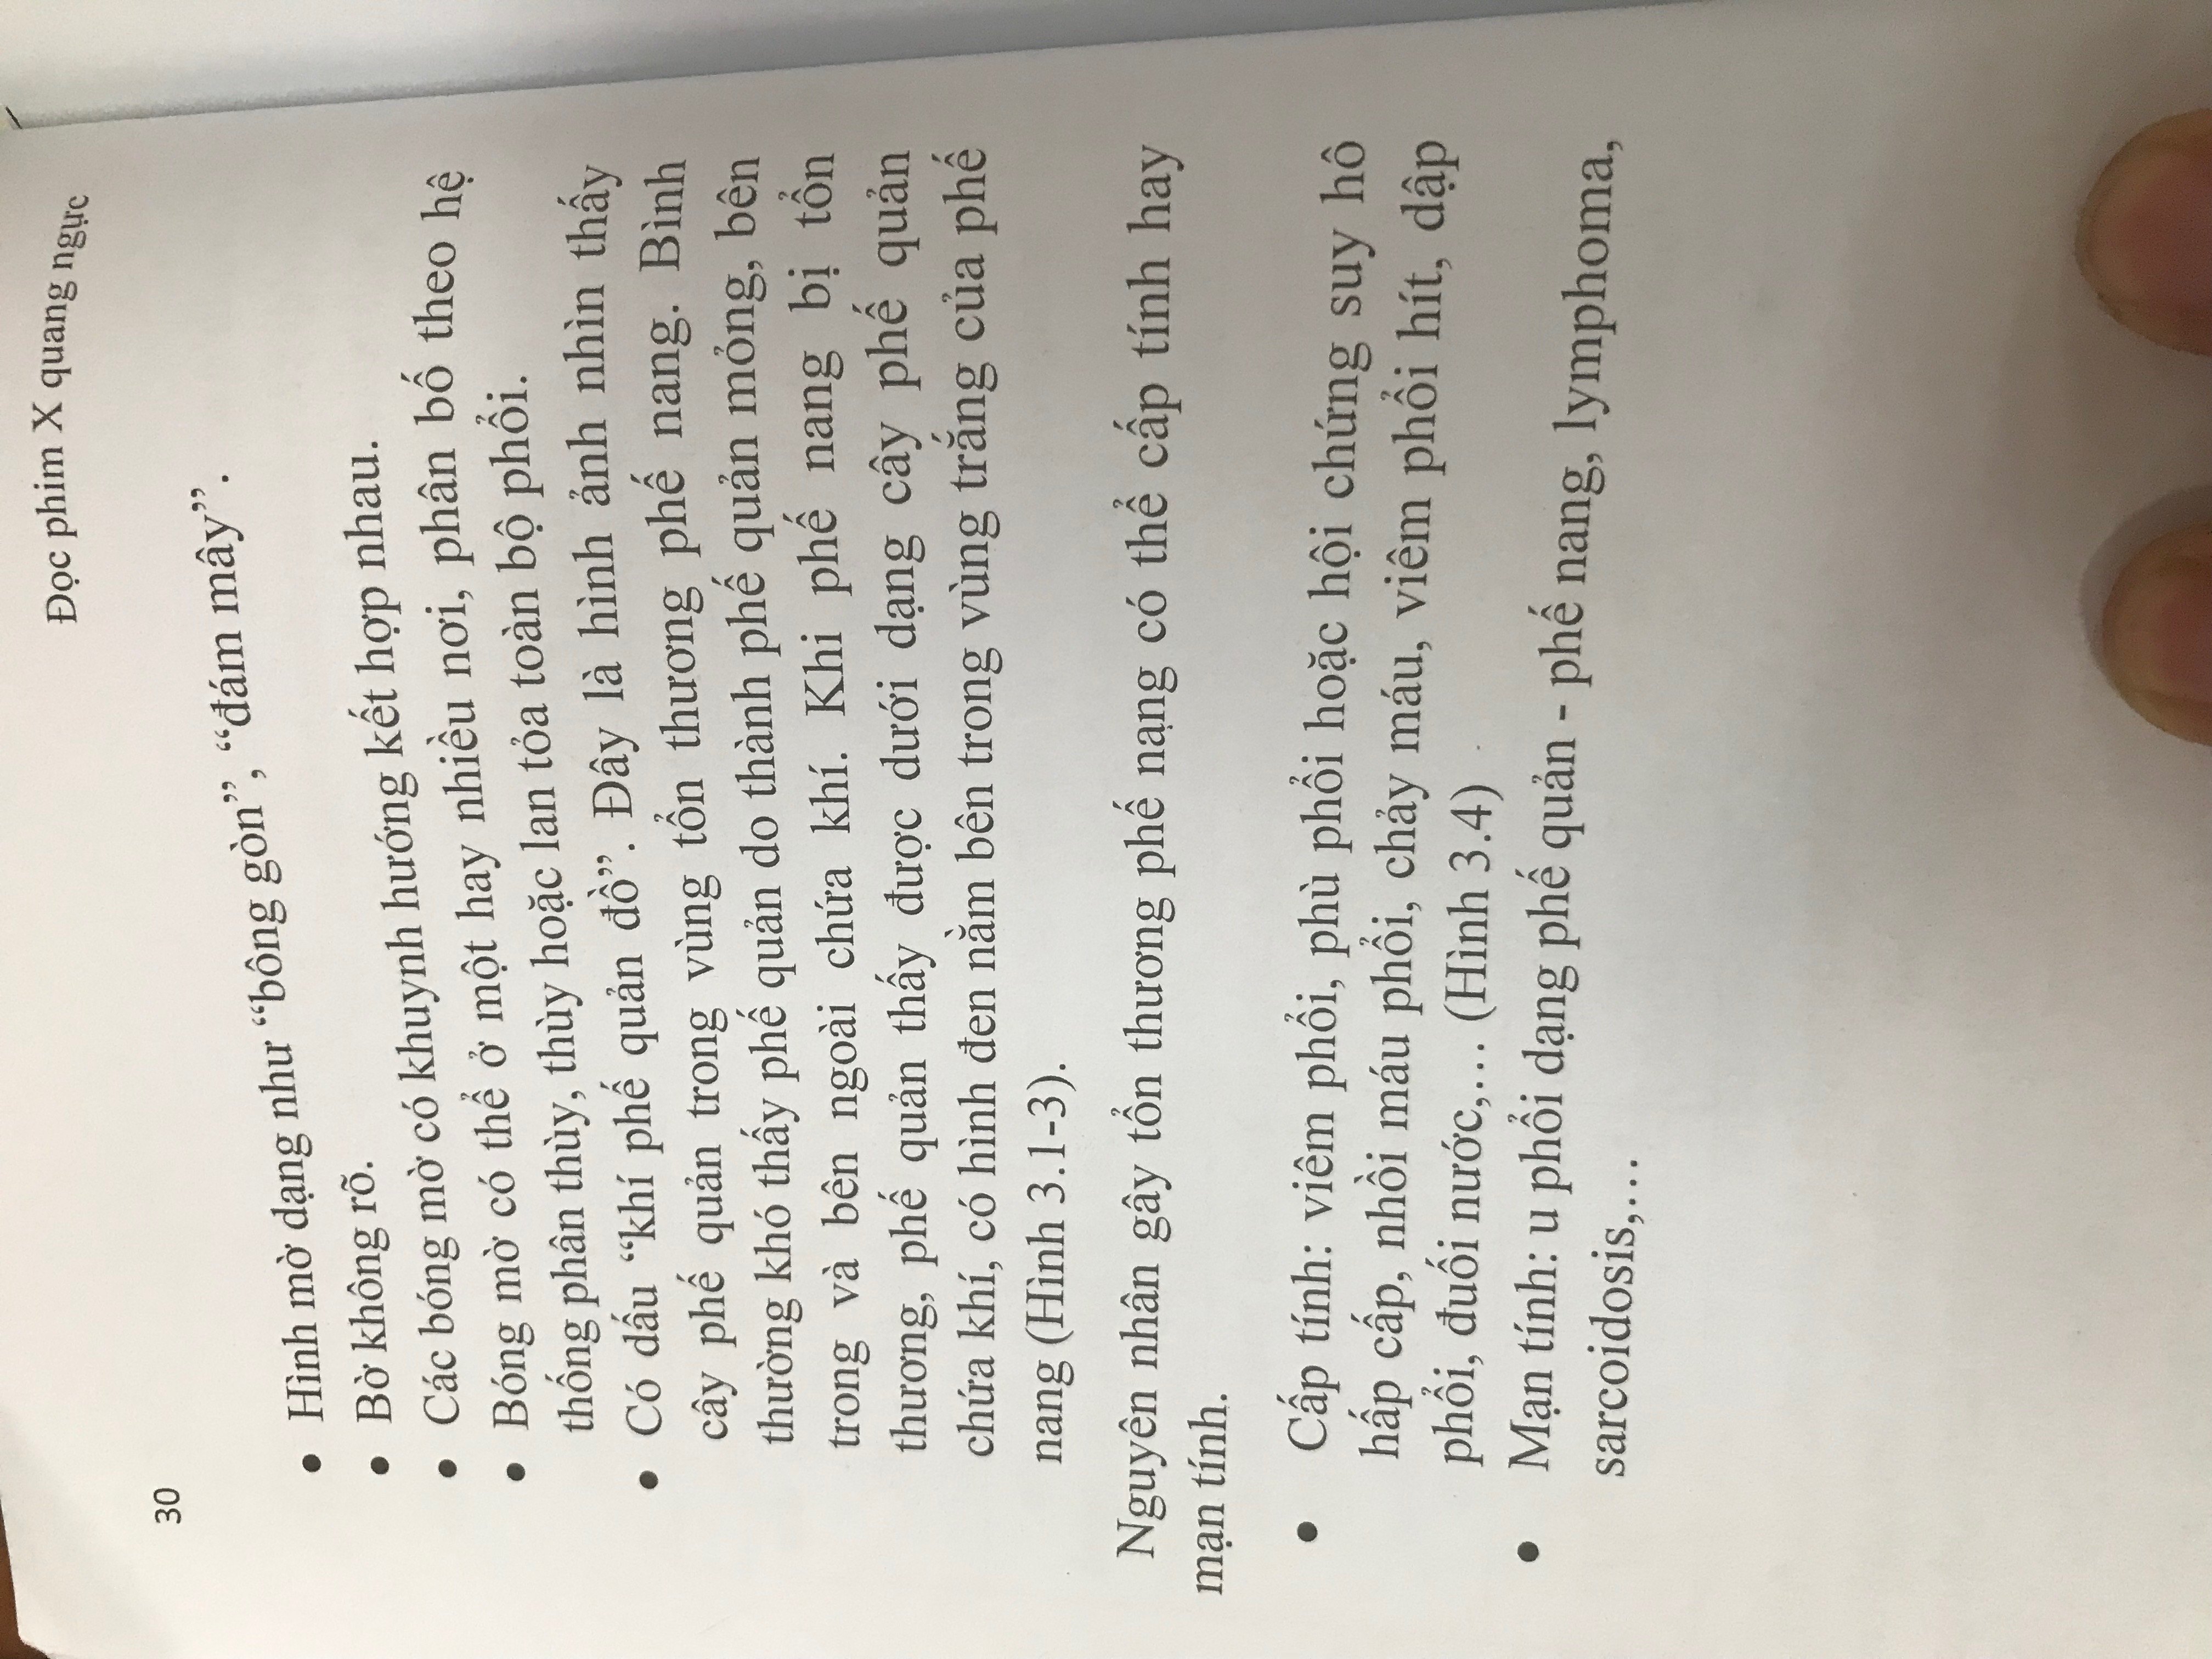 Đọc phim X quang ngực
30
• Hình mờ dạng như “bông gòn”, “đám mây”.
• Bờ không rõ.
• Các bóng mờ có khuynh hướng kết hợp nhau.
• Bóng mờ có thể ở một hay nhiều nơi, phân bố theo hệ
thống phân thùy, thùy hoặc lan tỏa toàn bộ phổi.
• Có dấu “khí phế quản đồ”. Đây là hình ảnh nhìn thấy
cây phế quản trong vùng tổn thương phế nang. Bình
thường khó thấy phế quản do thành phế quản mỏng, bên
trong và bên ngoài chứa khí. Khi phế nang bị tổn
thương, phế quản thấy được dưới dạng cây phế quản
chứa khí, có hình đen nằm bên trong vùng trắng của phế
nang (Hình 3.1-3).
Nguyên nhân gây tổn thương phế nạng có thể cấp tính hay
mạn tính.
• Cấp tính: viêm phổi, phù phổi hoặc hội chứng suy hô
hấp cấp, nhồi máu phổi, chảy máu, viêm phổi hít, dập
phổi, đuối nước,… (Hình 3.4)
• Mạn tính: u phổi dạng phế quản - phế nang, lymphoma,
sarcoidosis,…